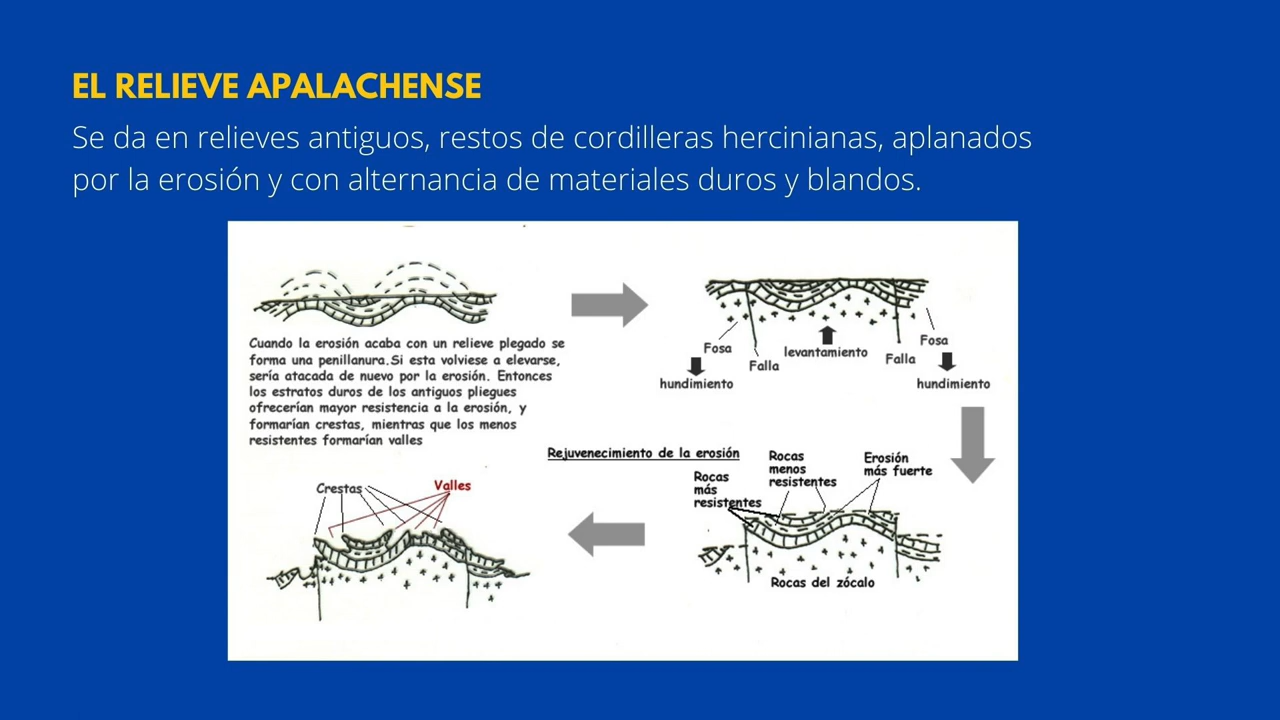 EL RELIEVE APALACHENSE
Se da en relieves antiguos, restos de cordilleras hercinianas, aplanados
por la erosión y con alternancia de materiales duros y blandos.
Cuando la erosión acaba con un relieve plegado se
forma una penillanura.Si esta volviese a elevarse,
sería atacada de nuevo por la erosión. Entonces
los estratos duros de los antiguos pliegues
ofrecerían mayor resistencia a la erosión, y
formarían crestas, mientras que los menos
resistentes formarían valles
Fosa
Falla
levantamiento
Falla
Fosa
hundimiento
hundimiento
Rejuvenecimiento de la erosión
Rocas
más
resistentes
Rocas
menos
resistentes
Erosión
más fuerte
Rocas del zócalo
Crestas
Valles